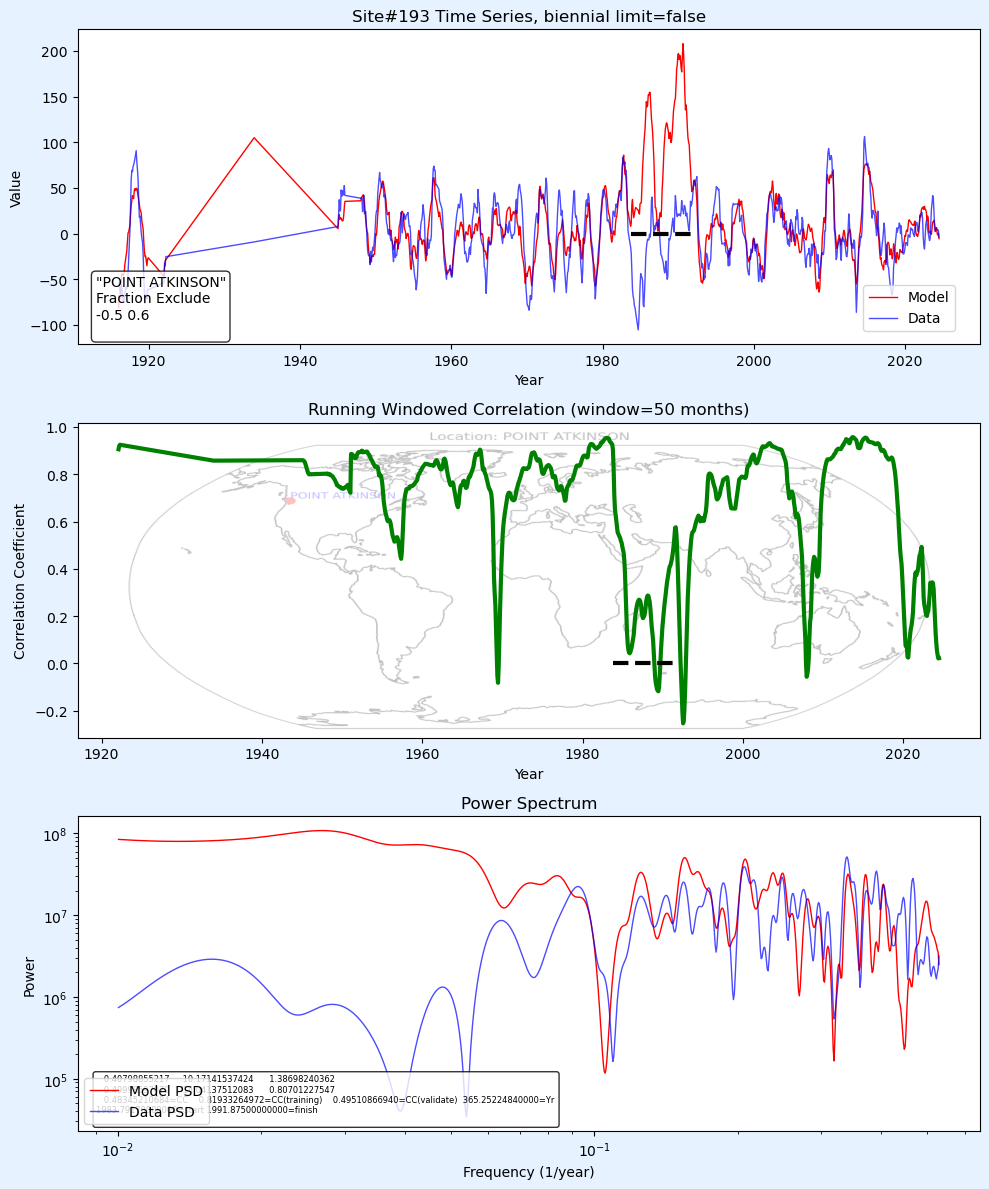 Site#193 Time Series, biennial limit=false
200
150
100
50
0
−50
−100
Value
"POINT ATKINSON"
Fraction Exclude
-0.5 0.6
Model
Data
1920
1940
1960
1980
2000
2020
Year
Running Windowed Correlation (window=50 months)
1.0
0.8
0.6
0.4
0.2
0.0
−0.2
Correlation Coefficient
Location: POINT ATKINSON
POINT ATKINSON
1920
1940
1960
1980
2000
2020
Year
Power Spectrum
10^8
10^7
10^6
10^5
Power
10.17141537424 1.38698240362
0.80701227547
0.49510866940=CC(validate) 365.25224840000=Yr
1991.87500000000=finish
Model PSD
Data PSD
10^−2
10^−1
Frequency (1/year)